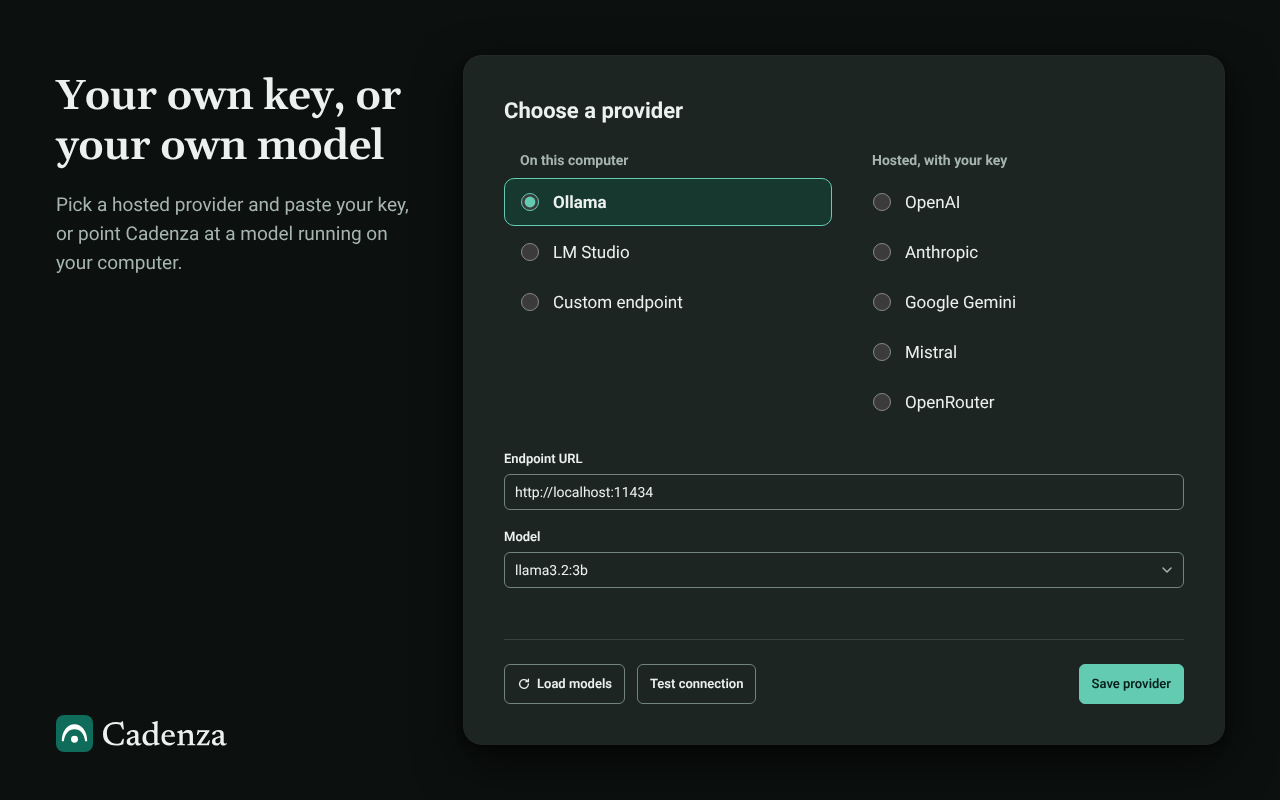 Your own key, or
your own model
Pick a hosted provider and paste your key,
or point Cadenza at a model running on
your computer.
Cadenza
Choose a provider
On this computer
Ollama
LM Studio
Custom endpoint
Hosted, with your key
OpenAI
Anthropic
Google Gemini
Mistral
OpenRouter
Endpoint URL
http://localhost:11434
Model
llama3.2:3b
Load models
Test connection
Save provider